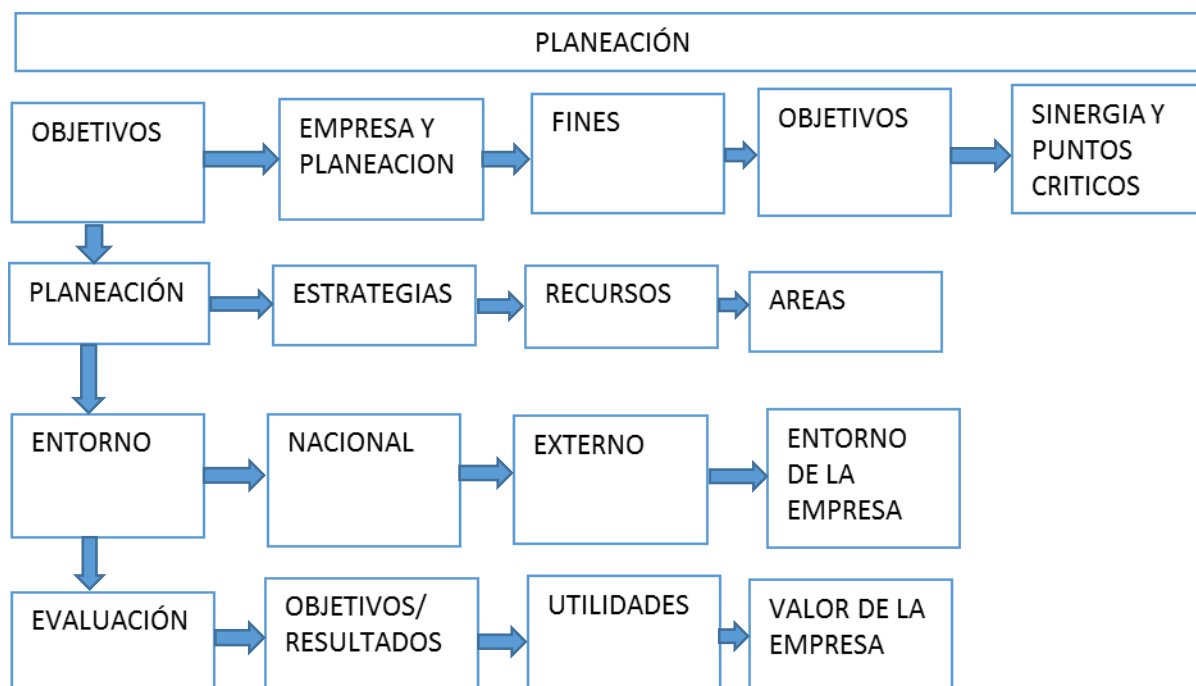 PLANEACIÓN
OBJETIVOS
EMPRESA Y
PLANEACION
FINES
OBJETIVOS
SINERGIA Y
PUNTOS
CRITICOS
PLANEACIÓN
ESTRATEGIAS
RECURSOS
AREAS
ENTORNO
NACIONAL
EXTERNO
ENTORNO
DE LA
EMPRESA
EVALUACIÓN
OBJETIVOS/
RESULTADOS
UTILIDADES
VALOR DE LA
EMPRESA